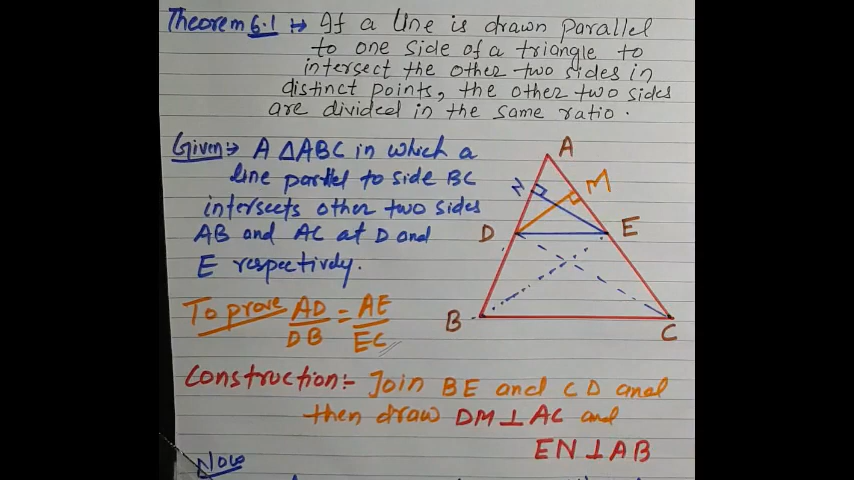 Theorem 6.1 :→ If a line is drawn parallel
to one side of a triangle to
intersect the other two sides in
distinct points, the other two sides
are divided in the same ratio.
Given :→ A △ABC in which a
line parallel to side BC
intersects other two sides
AB and AC at D and
E respectively.
A
N
M
D
E
B
C
To prove AD/DB = AE/EC
Construction:- Join BE and CD and
then draw DM ⊥ AC and
EN ⊥ AB
Now